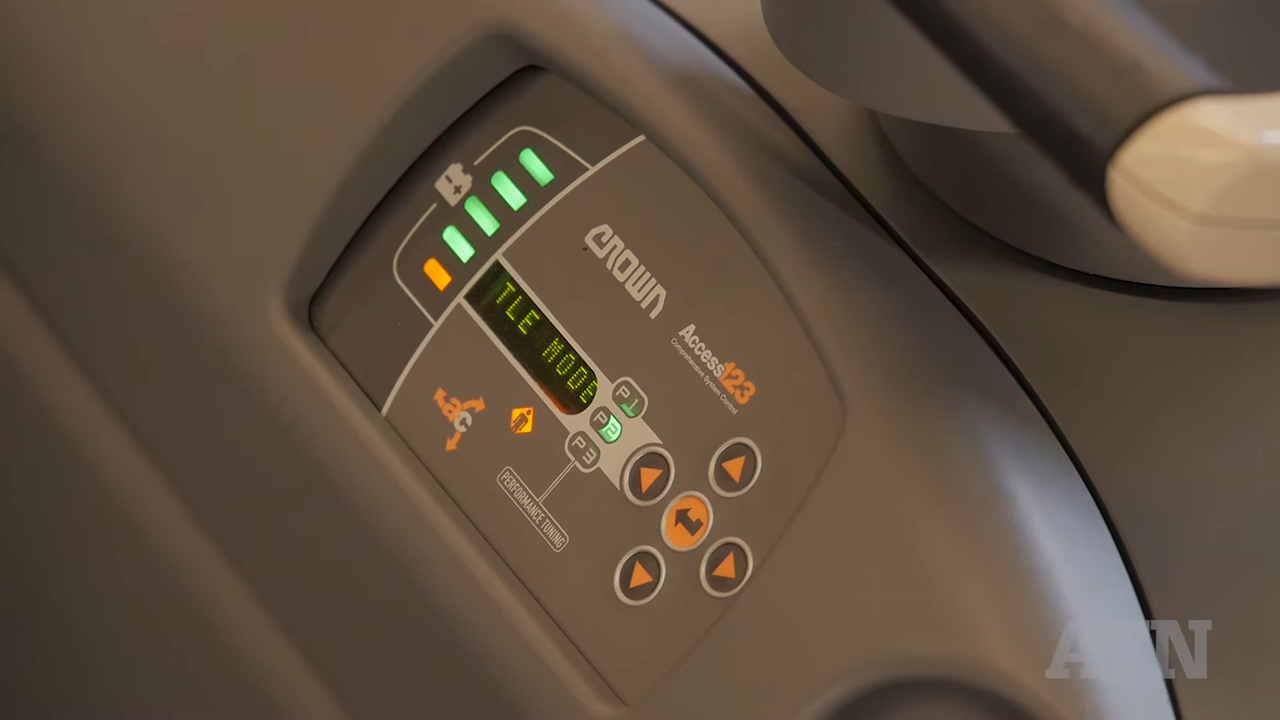 CROWN
Access123
Comprehensive System Control
TLE MODE
P1
P2
P3
ac
PERFORMANCE TUNING